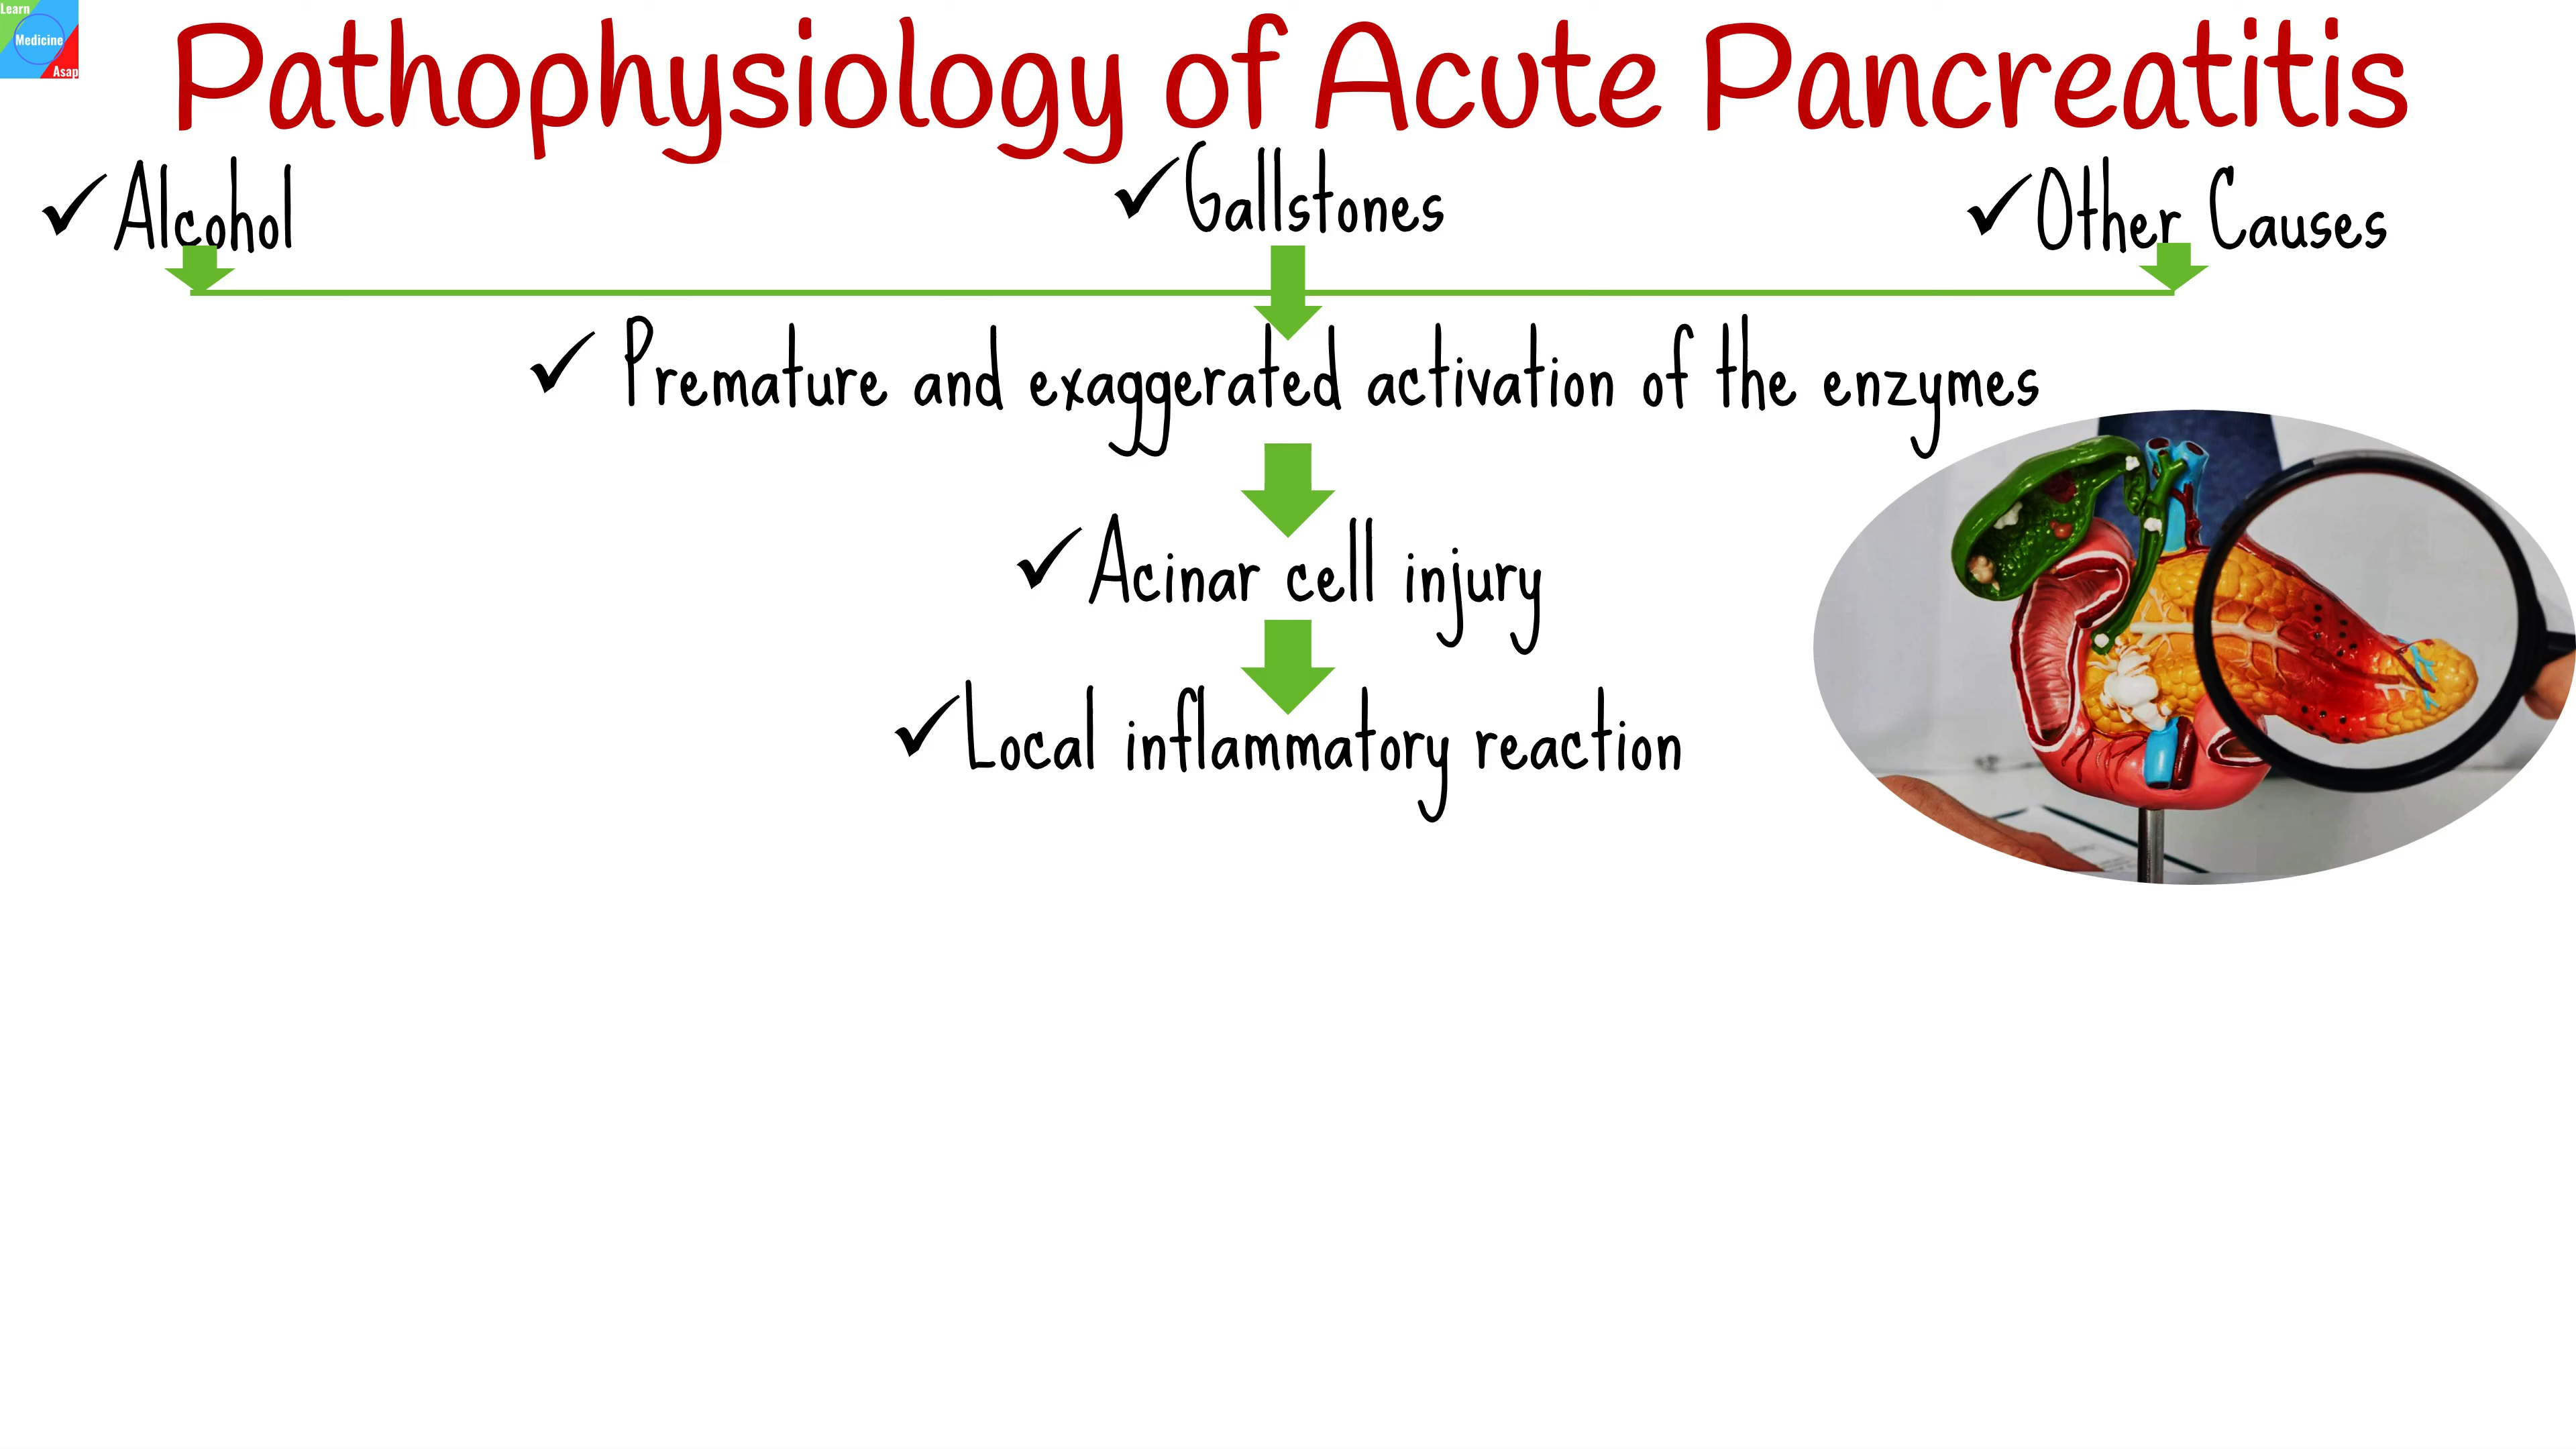 Learn
Medicine
Asap
Pathophysiology of Acute Pancreatitis
✓ Alcohol
✓ Gallstones
✓ Other Causes
✓ Premature and exaggerated activation of the enzymes
✓ Acinar cell injury
✓ Local inflammatory reaction